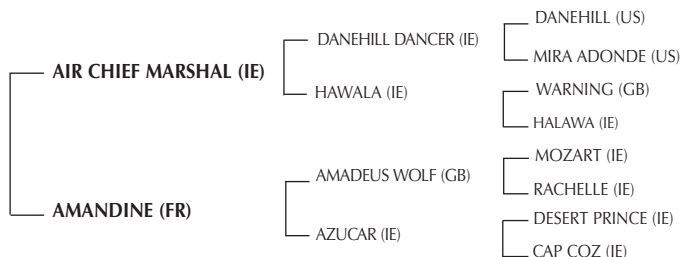 DANEHILL (US)
DANEHILL DANCER (IE)
MIRA ADONDE (US)
AIR CHIEF MARSHAL (IE)
WARNING (GB)
HAWALA (IE)
HALAWA (IE)
MOZART (IE)
AMADEUS WOLF (GB)
RACHELLE (IE)
AMANDINE (FR)
DESERT PRINCE (IE)
AZUCAR (IE)
CAP COZ (IE)